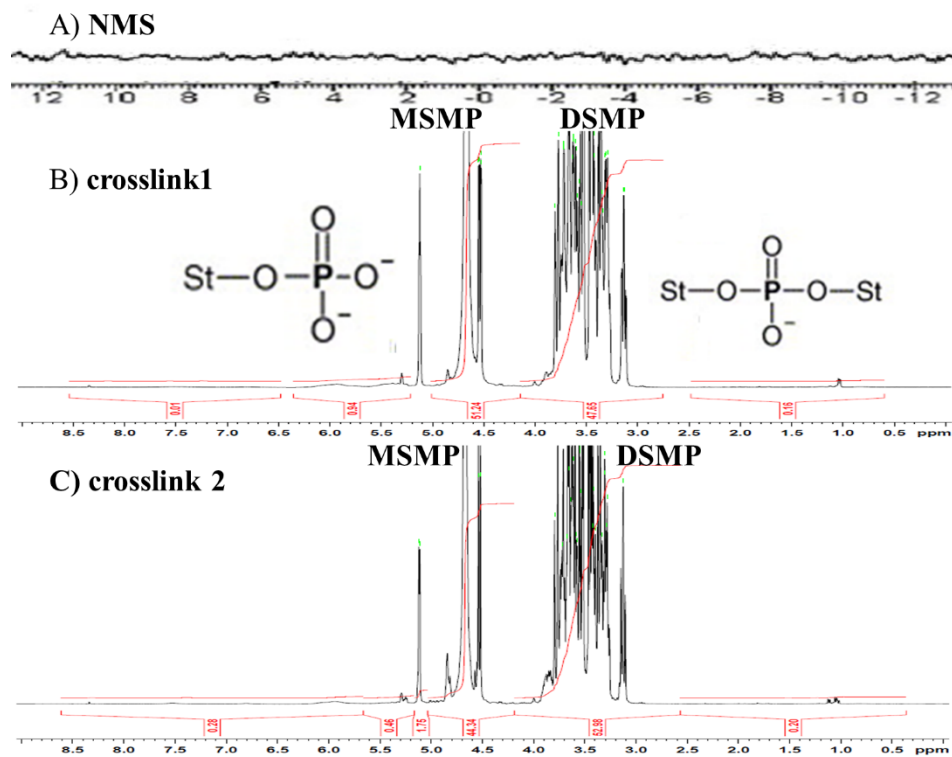 A) NMS
12 10 8 6 4 2 -0 -2 -4 -6 -8 -10 -12
MSMP DSMP
B) crosslink1
O
St—O—P—O⁻
O⁻
O
St—O—P—O—St
O⁻
0.01 0.94 51.24 47.65 0.16
8.5 8.0 7.5 7.0 6.5 6.0 5.5 5.0 4.5 4.0 3.5 3.0 2.5 2.0 1.5 1.0 0.5 ppm
MSMP DSMP
C) crosslink 2
0.28 0.46 1.75 44.34 52.98 0.20
8.5 8.0 7.5 7.0 6.5 6.0 5.5 5.0 4.5 4.0 3.5 3.0 2.5 2.0 1.5 1.0 0.5 ppm